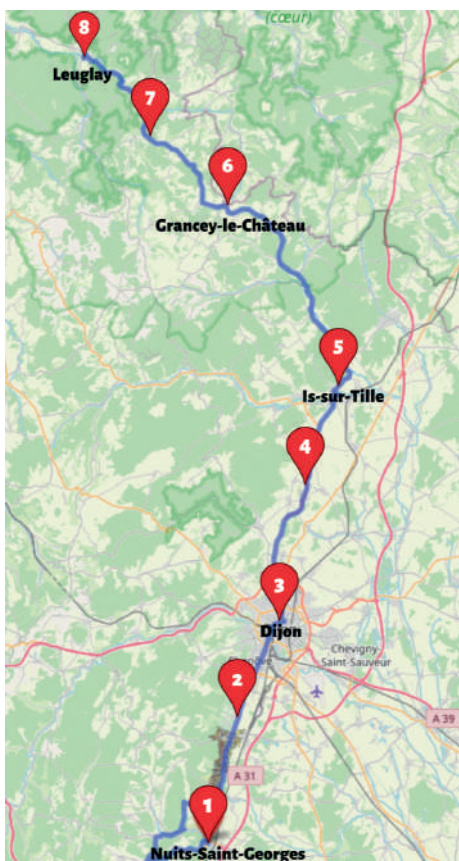 (cœur)
8
Leuglay
7
6
Grancey-le-Château
5
Is-sur-Tille
4
3
Dijon
Chevigny-
Saint-Sauveur
2
A 39
A 31
1
Nuits-Saint-Georges